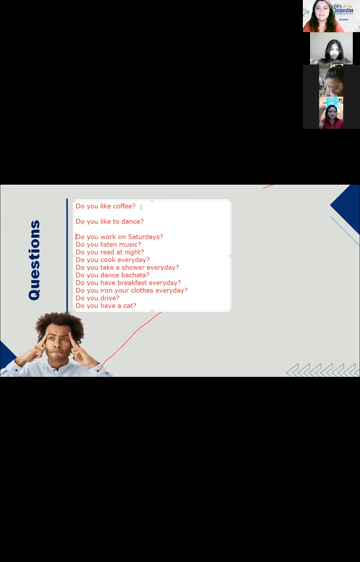 Corporativo
Questions
Do you like coffee?
Do you like to dance?
Do you work on Saturdays?
Do you listen music?
Do you read at night?
Do you cook everyday?
Do you take a shower everyday?
Do you dance bachata?
Do you have breakfast everyday?
Do you iron your clothes everyday?
Do you drive?
Do you have a cat?